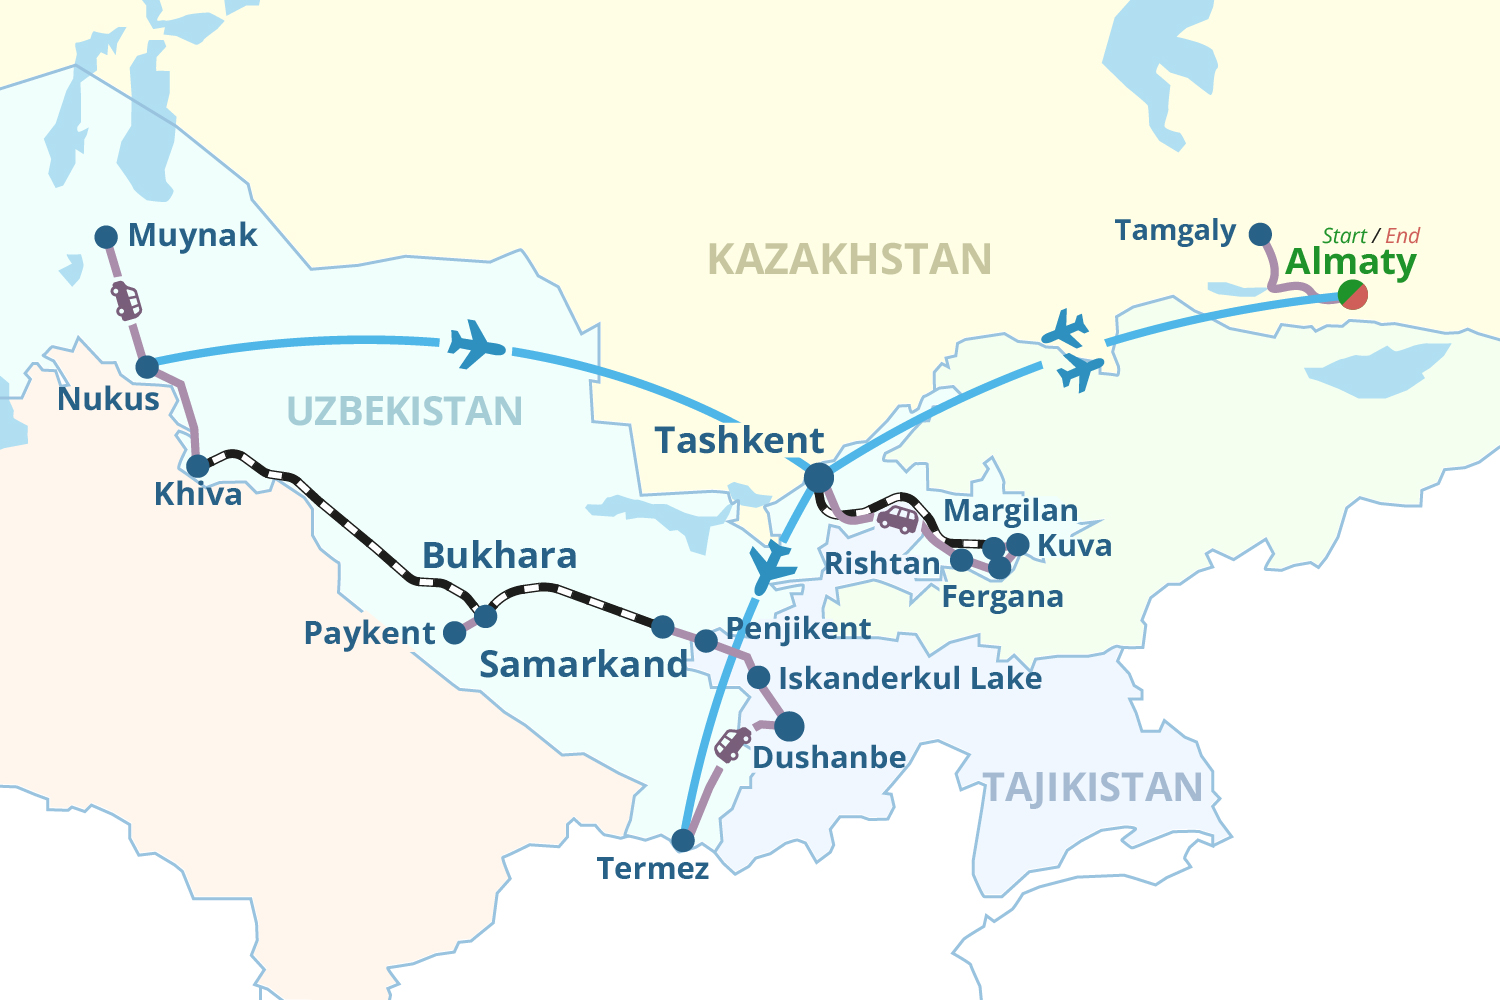 Tamgaly
Start / End
Almaty
Muynak
KAZAKHSTAN
Nukus
UZBEKISTAN
Tashkent
Khiva
Margilan
Kuva
Bukhara
Rishtan
Fergana
Paykent
Penjikent
Samarkand
Iskanderkul Lake
Dushanbe
TAJIKISTAN
Termez